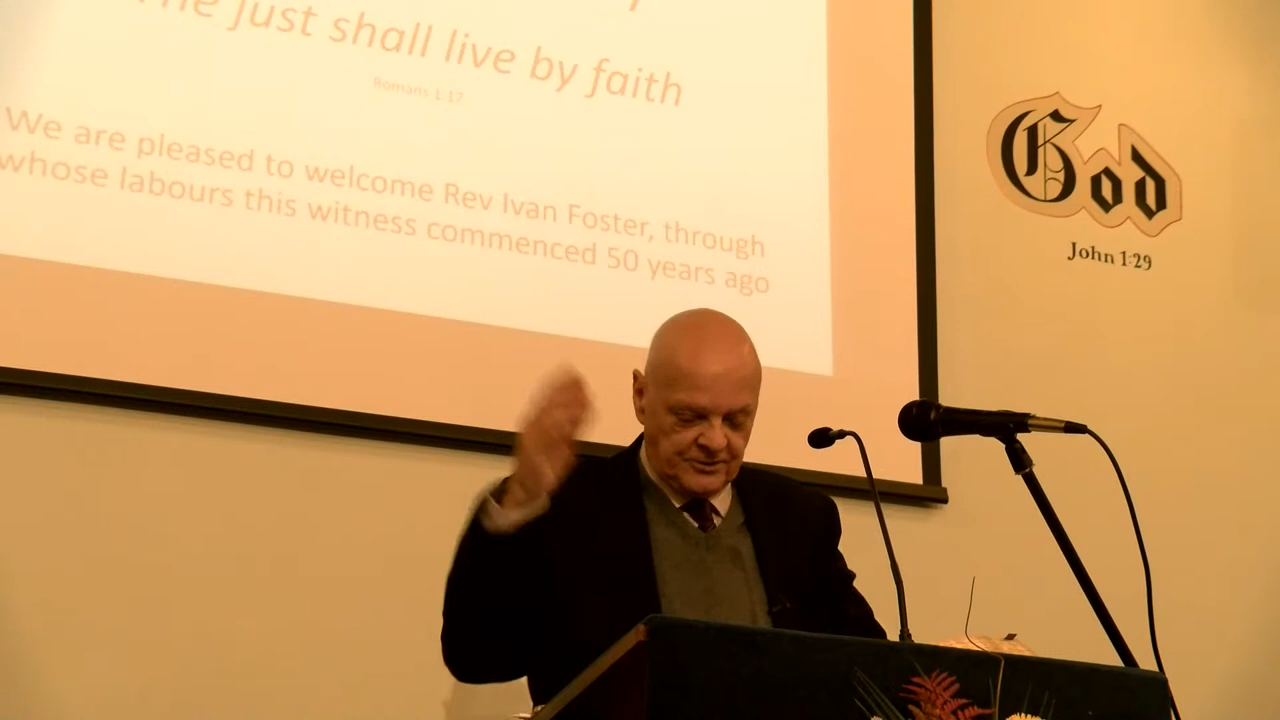 The just shall live by faith
Romans 1:17
We are pleased to welcome Rev Ivan Foster, through
whose labours this witness commenced 50 years ago
God
John 1:29